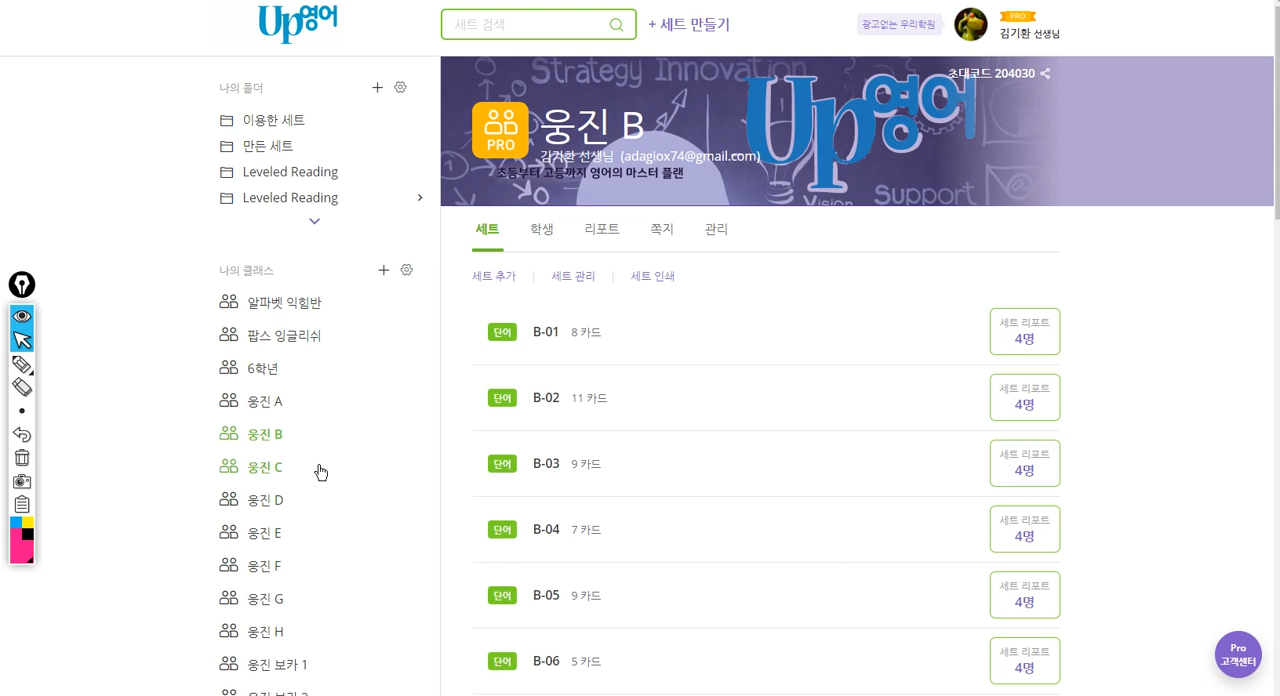 Up영어
세트 검색
+ 세트 만들기
광고없는 우리학원
PRO
김기환 선생님
나의 폴더
이용한 세트
만든 세트
Leveled Reading
Leveled Reading
나의 클래스
알파벳 익힘반
팝스 잉글리쉬
6학년
웅진 A
웅진 B
웅진 C
웅진 D
웅진 E
웅진 F
웅진 G
웅진 H
웅진 보카 1
웅진 보카 2
Strategy Innovation
초대코드 204030
Up영어
PRO
웅진 B
김기환 선생님 (adagiox74@gmail.com)
초등부터 고등까지 영어의 마스터 플랜
Vision
Support
세트 학생 리포트 쪽지 관리
세트 추가 | 세트 관리 | 세트 인쇄
단어 B-01 8 카드
세트 리포트
4명
단어 B-02 11 카드
세트 리포트
4명
단어 B-03 9 카드
세트 리포트
4명
단어 B-04 7 카드
세트 리포트
4명
단어 B-05 9 카드
세트 리포트
4명
단어 B-06 5 카드
세트 리포트
4명
Pro
고객센터